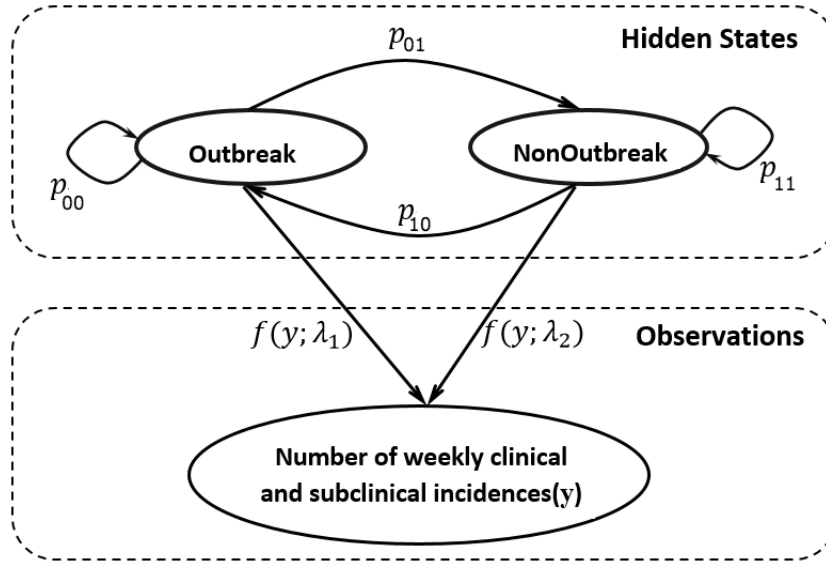 p01
Hidden States
Outbreak
NonOutbreak
p00
p11
p10
f(y; λ1)
f(y; λ2)
Observations
Number of weekly clinical
and subclinical incidences(y)